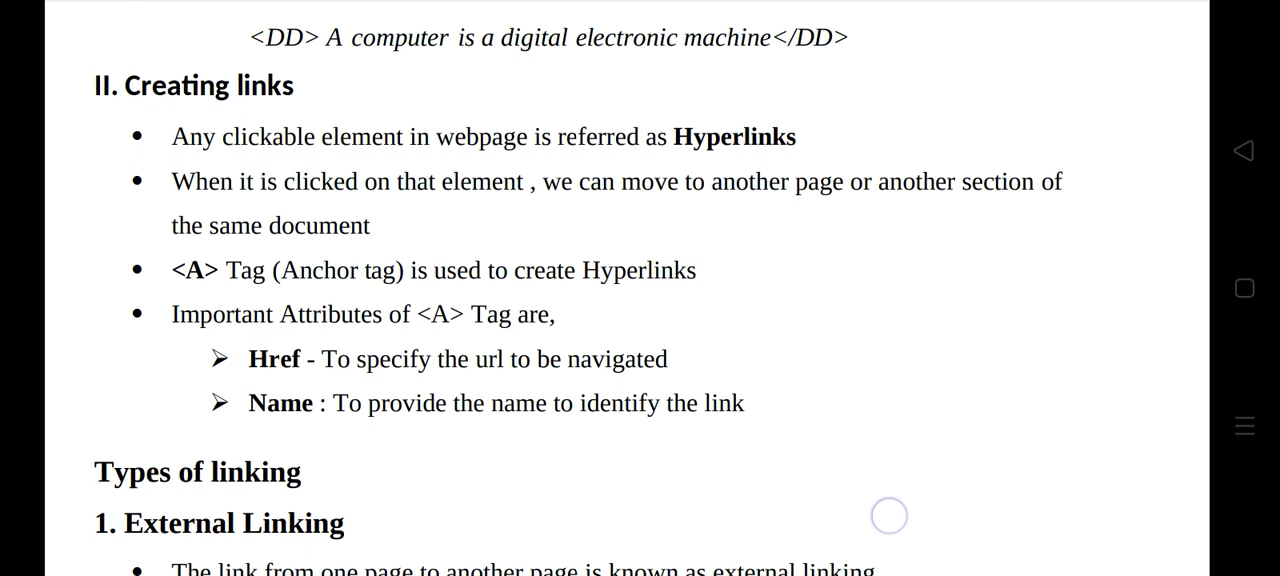 <DD> A computer is a digital electronic machine</DD>
II. Creating links
• Any clickable element in webpage is referred as Hyperlinks
• When it is clicked on that element , we can move to another page or another section of
the same document
• <A> Tag (Anchor tag) is used to create Hyperlinks
• Important Attributes of <A> Tag are,
➢ Href - To specify the url to be navigated
➢ Name : To provide the name to identify the link
Types of linking
1. External Linking
• The link from one page to another page is known as external linking